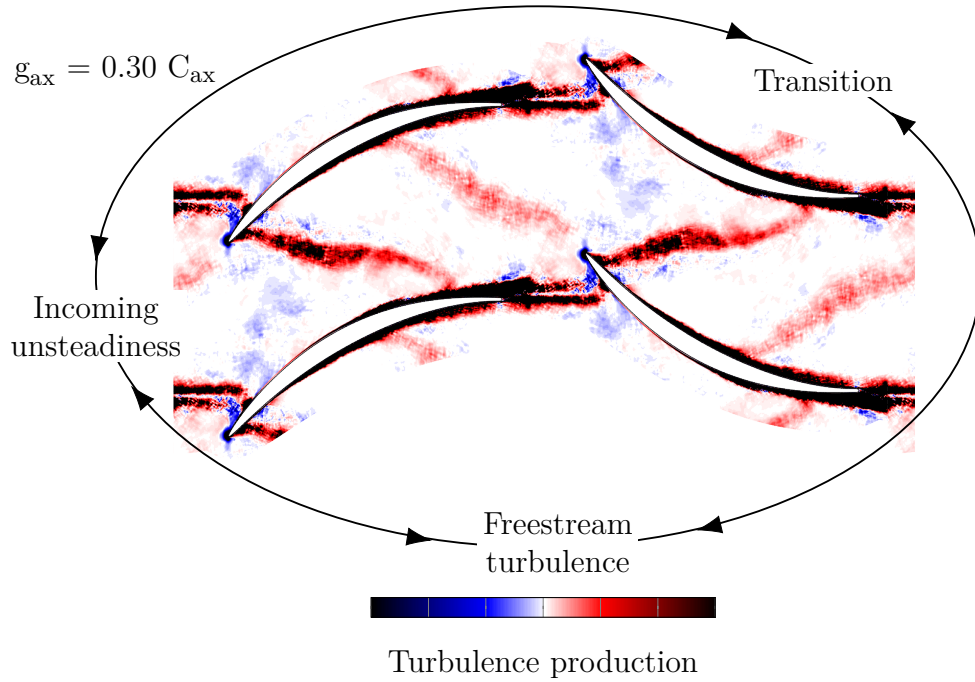 g_ax = 0.30 C_ax
Transition
Incoming
unsteadiness
Freestream
turbulence
Turbulence production